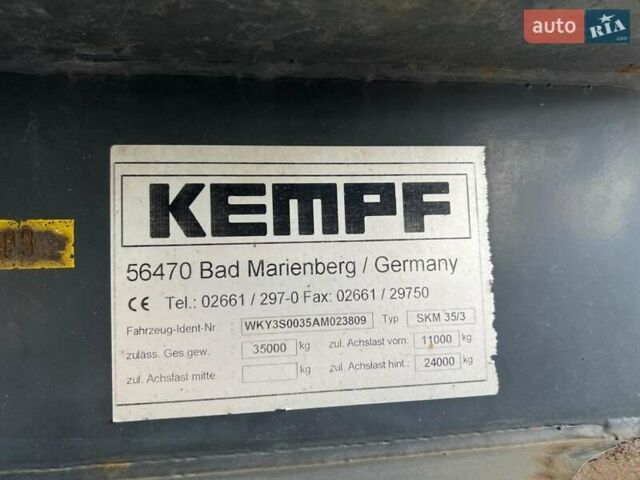 auto RIA .com
KEMPF
56470 Bad Marienberg / Germany
CE Tel.: 02661 / 297-0 Fax: 02661 / 29750
Fahrzeug-Ident-Nr. WKY3S0035AM023809 Typ SKM 35/3
zuläss. Ges.gew. 35000 kg zul. Achslast vorn: 11000 kg
zul. Achslast mitte kg zul. Achslast hint.: 24000 kg